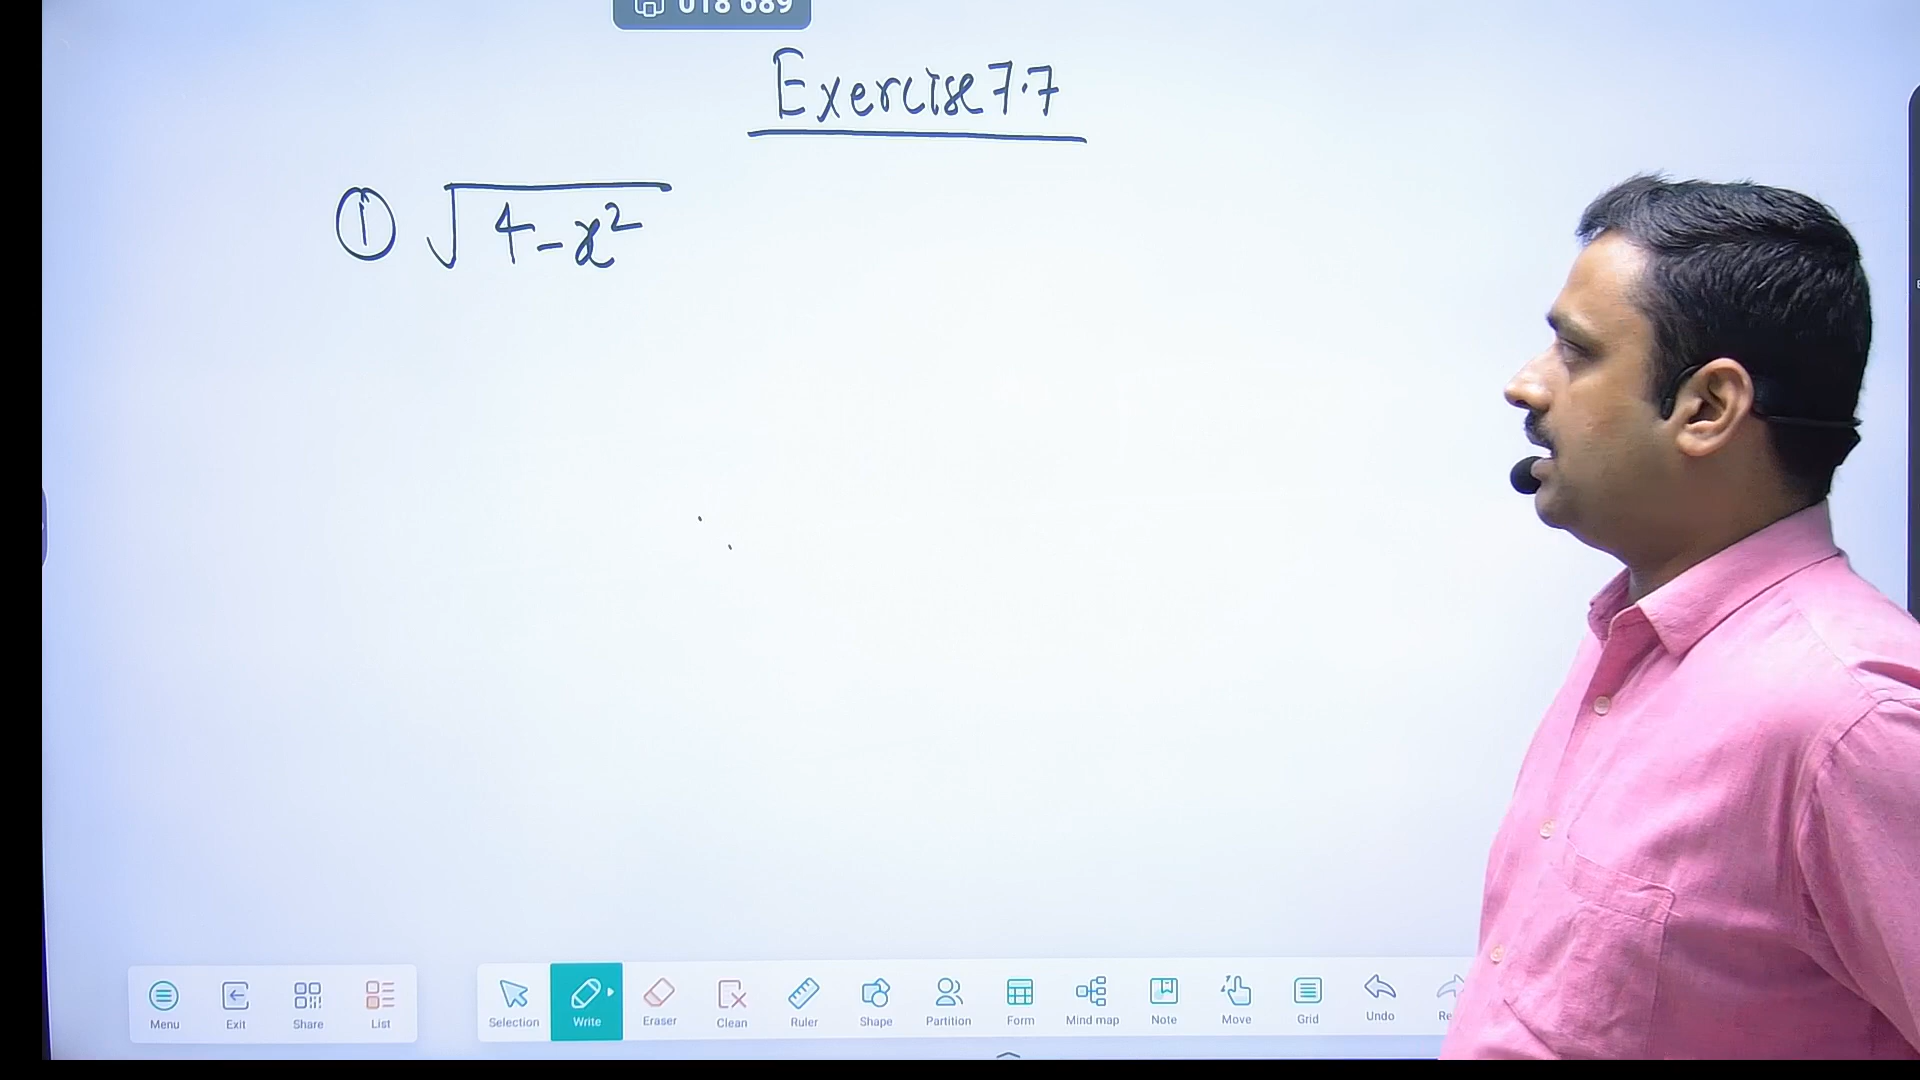 018 689
Exercise 7.7
① √4-x²
Menu
Exit
Share
List
Selection
Write
Eraser
Clean
Ruler
Shape
Partition
Form
Mind map
Note
Move
Grid
Undo